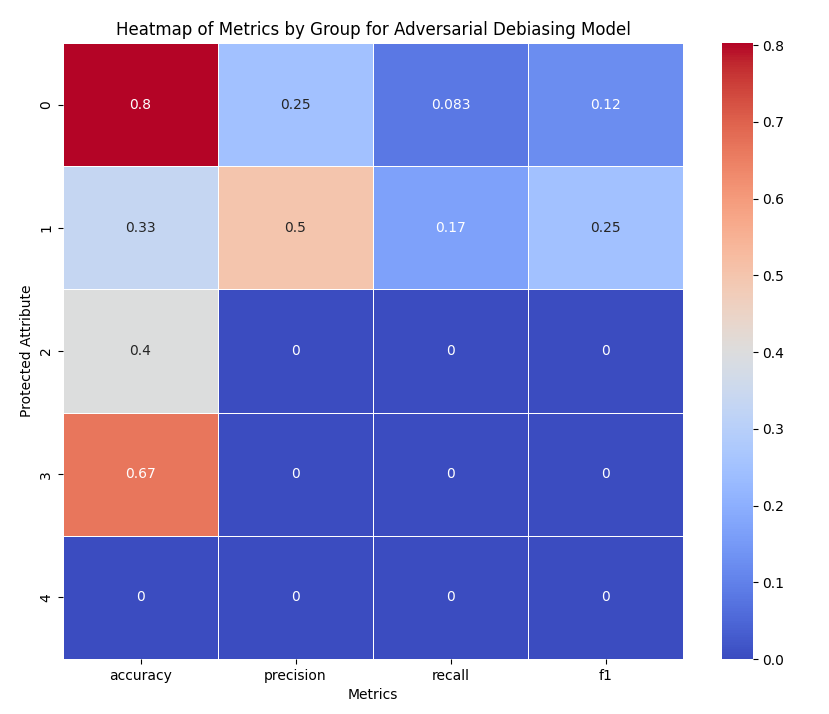 Heatmap of Metrics by Group for Adversarial Debiasing Model
0.8 0.25 0.083 0.12
0.33 0.5 0.17 0.25
0.4 0 0 0
0.67 0 0 0
0 0 0 0
0
1
2
3
4
Protected Attribute
accuracy precision recall f1
Metrics
0.8
0.7
0.6
0.5
0.4
0.3
0.2
0.1
0.0